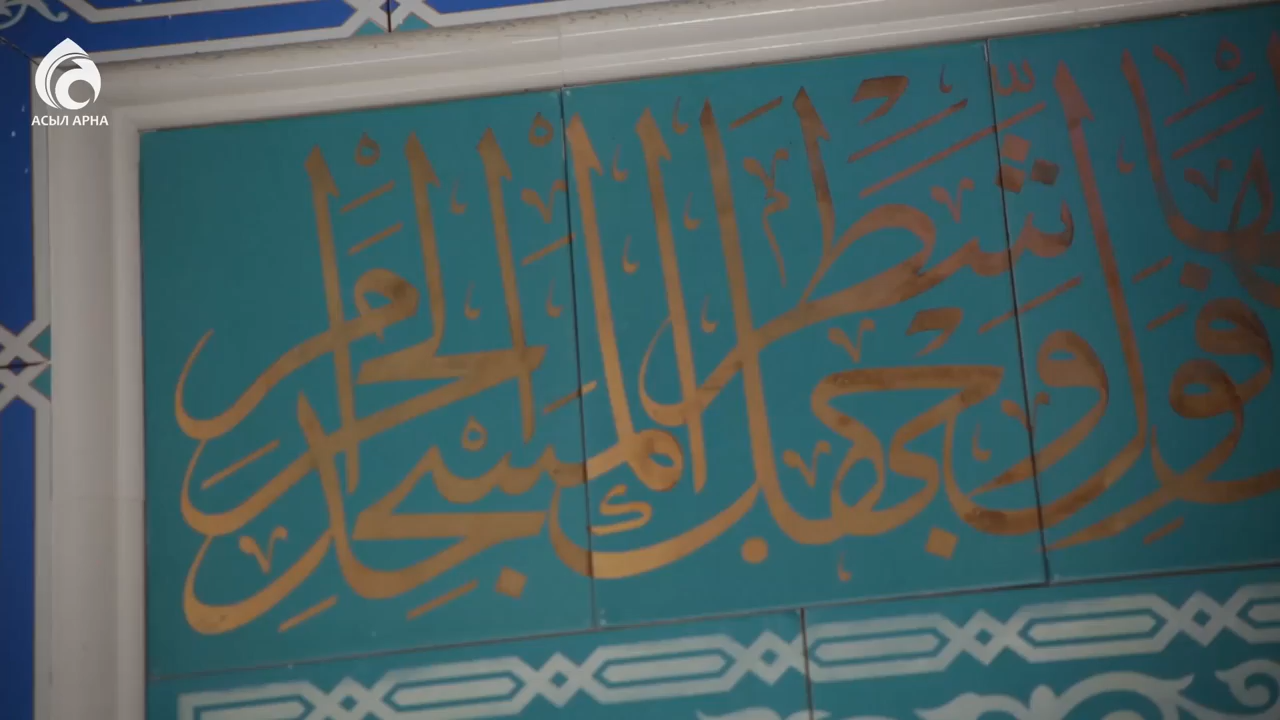 АСЫЛ АРНА
فَوَلِّ وَجْهَكَ شَطْرَ الْمَسْجِدِ الْحَرَامِ